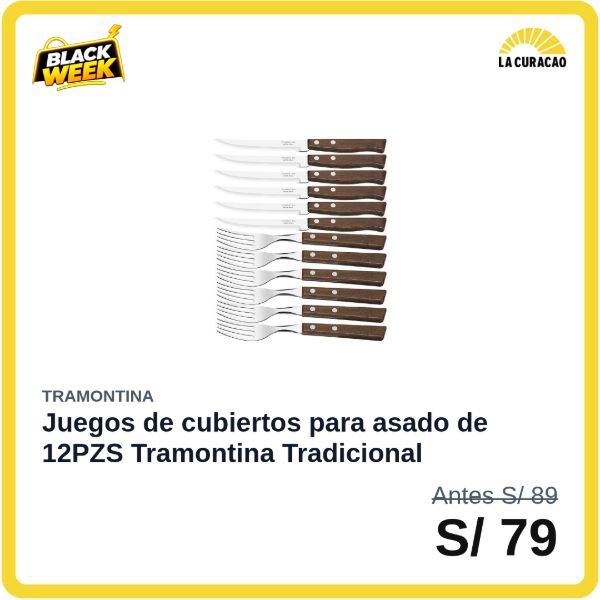 BLACK
WEEK
LA CURACAO
TRAMONTINA
Juegos de cubiertos para asado de
12PZS Tramontina Tradicional
Antes S/ 89
S/ 79